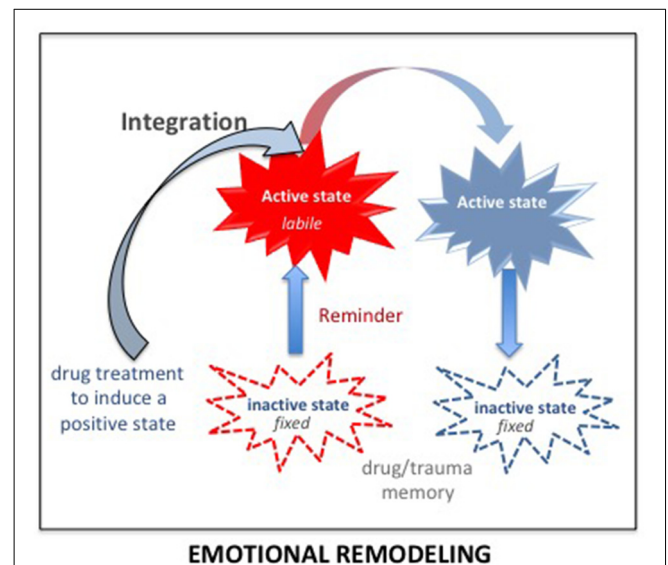 Integration
Active state
labile
Active state
Reminder
drug treatment
to induce a
positive state
inactive state
fixed
inactive state
fixed
drug/trauma
memory
EMOTIONAL REMODELING